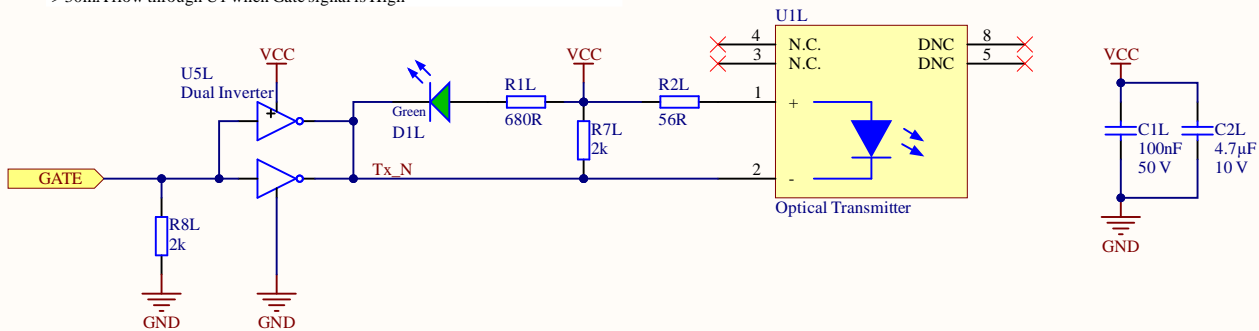 U1L
4 N.C. DNC 8
3 N.C. DNC 5
VCC
VCC
VCC
U5L
Dual Inverter
R1L
R2L
1 +
Green
D1L
680R
56R
R7L
2k
C1L
100nF
50 V
C2L
4.7µF
10 V
GATE
Tx_N
2 -
Optical Transmitter
R8L
2k
GND
GND
GND